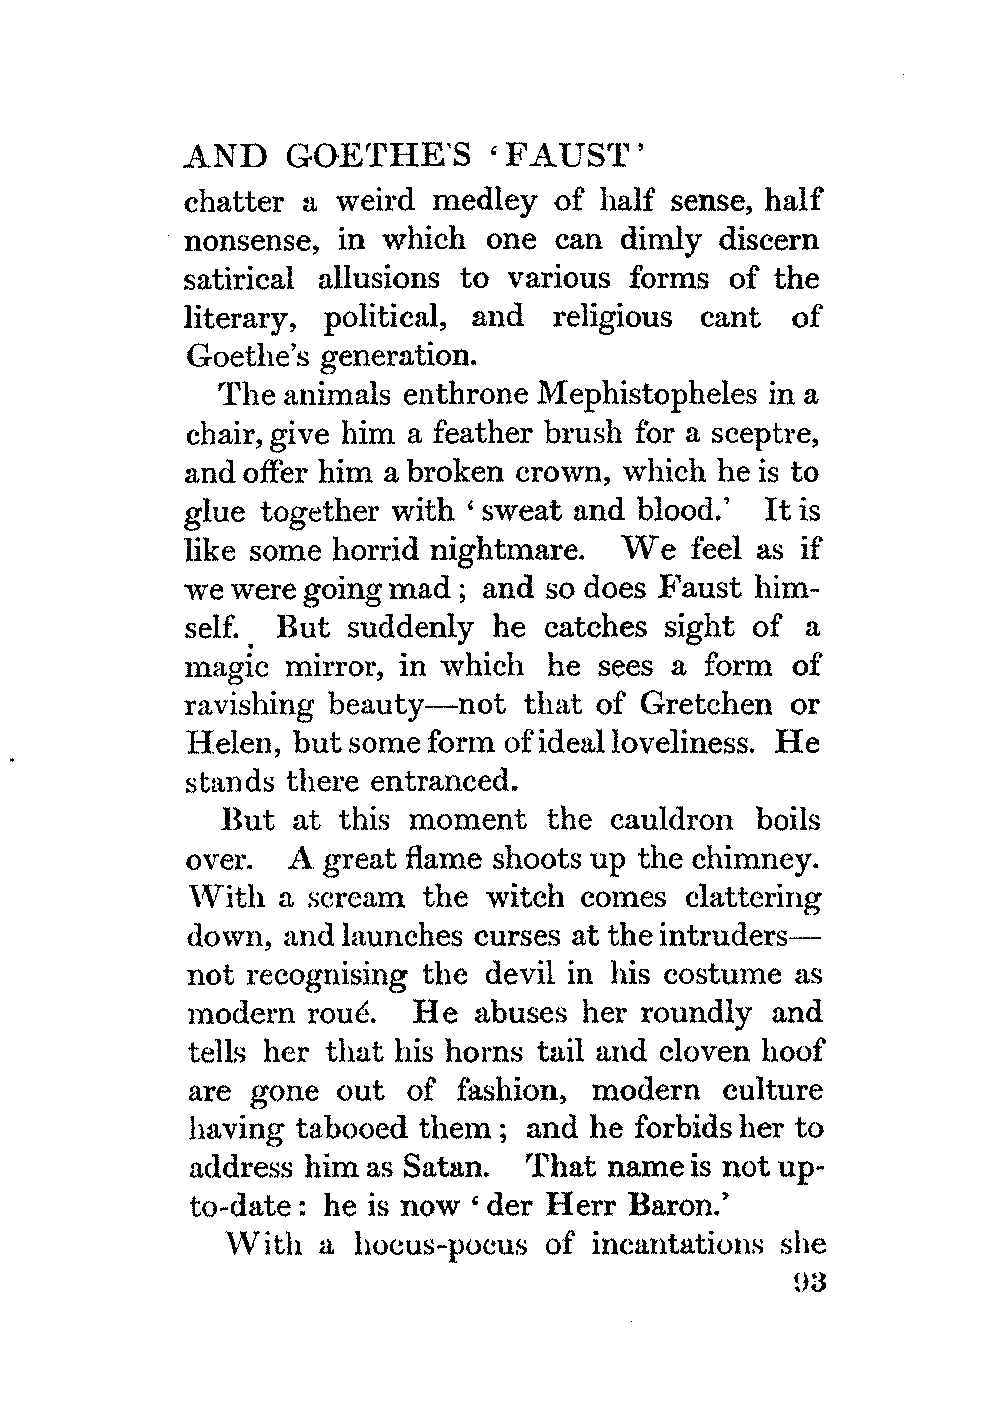 AND GOETHE'S ‘FAUST’
chatter a weird medley of half sense, half
nonsense, in which one can dimly discern
satirical allusions to various forms of the
literary, political, and religious cant of
Goethe's generation.
The animals enthrone Mephistopheles in a
chair, give him a feather brush for a sceptre,
and offer him a broken crown, which he is to
glue together with ‘sweat and blood.’ It is
like some horrid nightmare. We feel as if
we were going mad; and so does Faust him-
self. But suddenly he catches sight of a
magic mirror, in which he sees a form of
ravishing beauty—not that of Gretchen or
Helen, but some form of ideal loveliness. He
stands there entranced.
But at this moment the cauldron boils
over. A great flame shoots up the chimney.
With a scream the witch comes clattering
down, and launches curses at the intruders—
not recognising the devil in his costume as
modern roué. He abuses her roundly and
tells her that his horns tail and cloven hoof
are gone out of fashion, modern culture
having tabooed them; and he forbids her to
address him as Satan. That name is not up-
to-date: he is now ‘der Herr Baron.’
With a hocus-pocus of incantations she
93